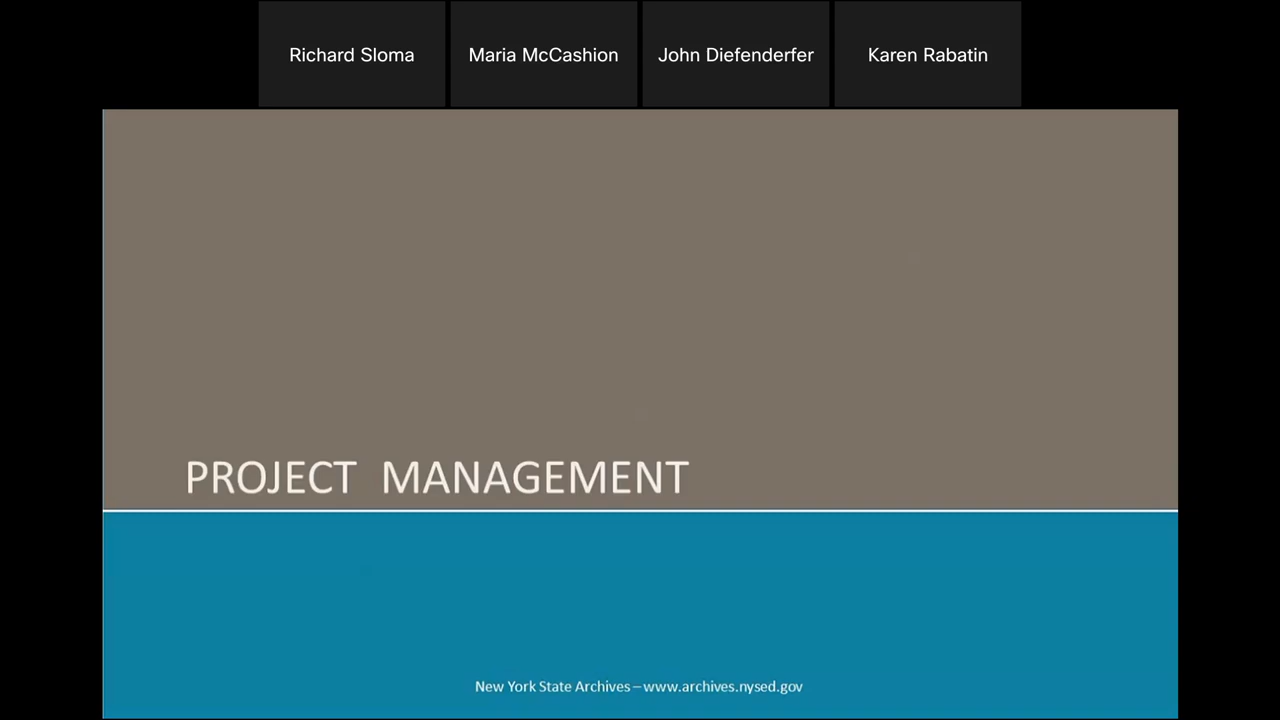 Richard Sloma
Maria McCashion
John Diefenderfer
Karen Rabatin
PROJECT MANAGEMENT
New York State Archives – www.archives.nysed.gov